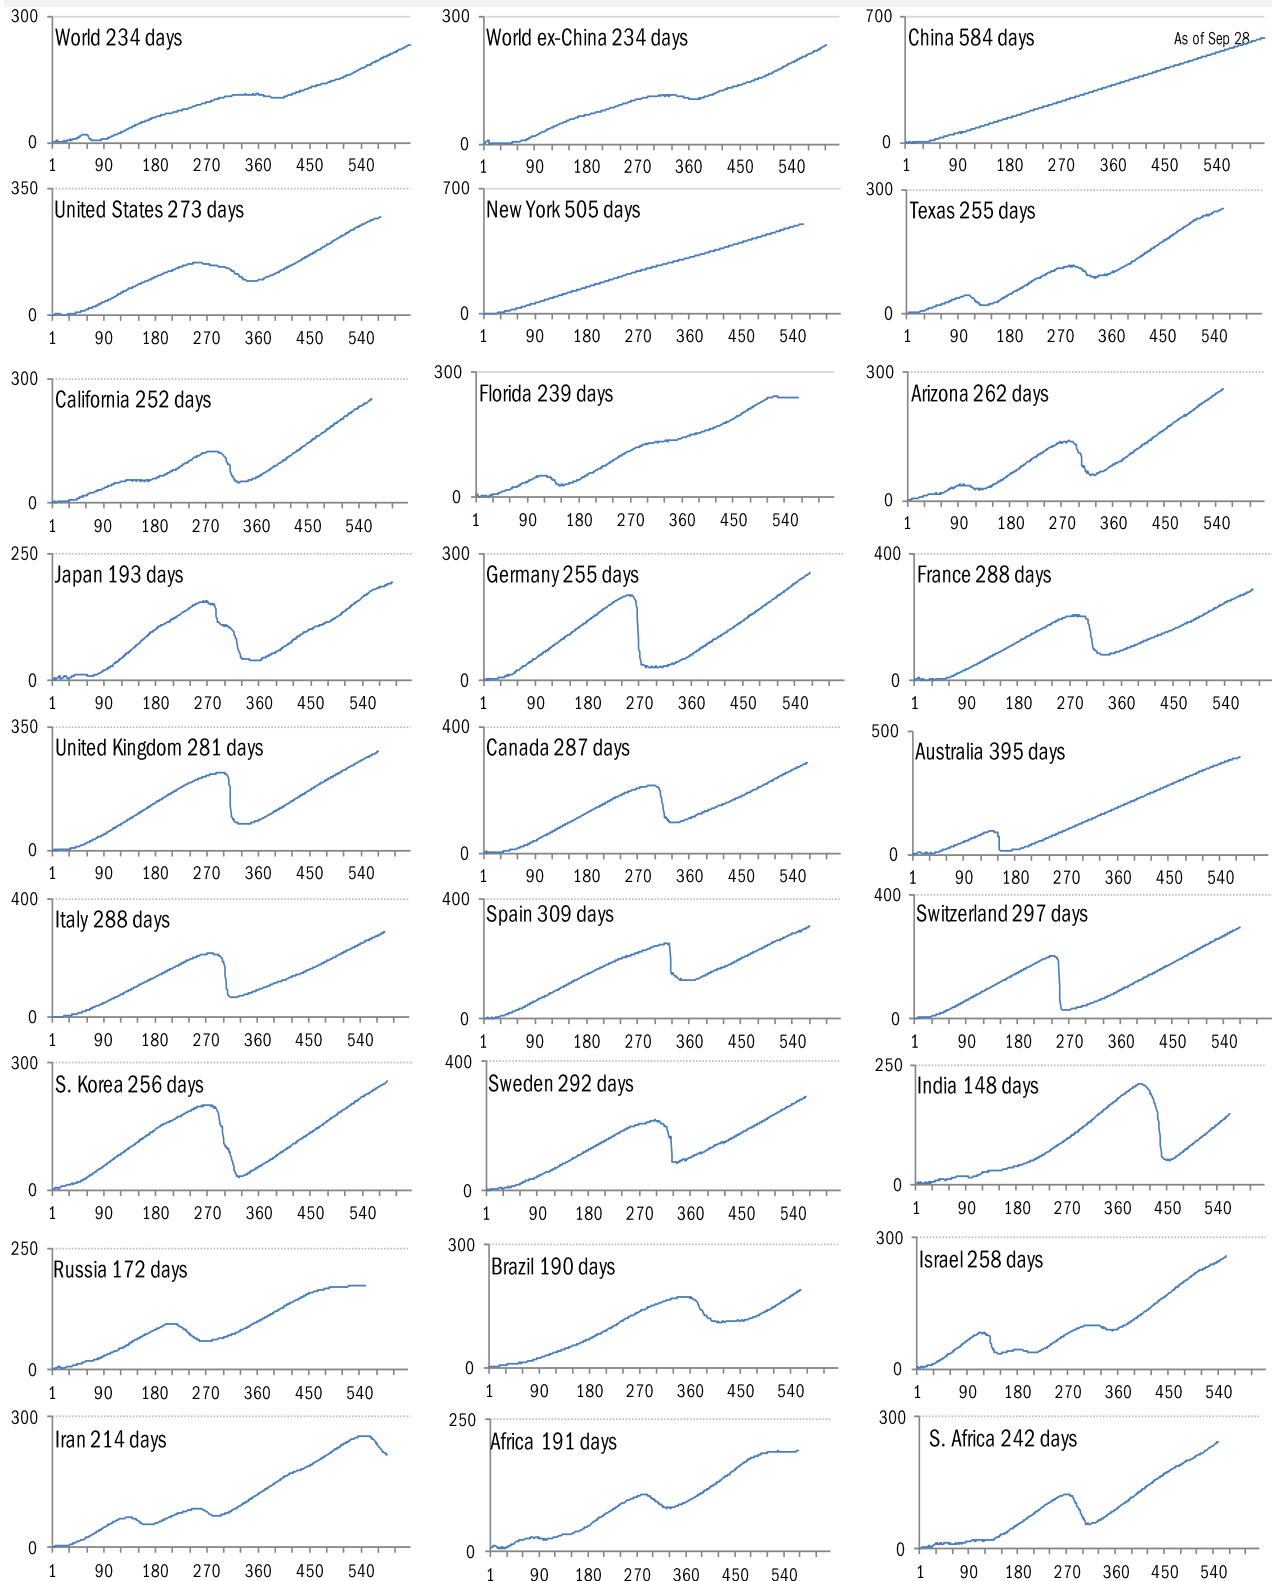 300
World 234 days
0
1 90 180 270 360 450 540
300
World ex-China 234 days
0
1 90 180 270 360 450 540
700
China 584 days
As of Sep 28
0
1 90 180 270 360 450 540
350
United States 273 days
0
1 90 180 270 360 450 540
700
New York 505 days
0
1 90 180 270 360 450 540
300
Texas 255 days
0
1 90 180 270 360 450 540
300
California 252 days
0
1 90 180 270 360 450 540
300
Florida 239 days
0
1 90 180 270 360 450 540
300
Arizona 262 days
0
1 90 180 270 360 450 540
250
Japan 193 days
0
1 90 180 270 360 450 540
300
Germany 255 days
0
1 90 180 270 360 450 540
400
France 288 days
0
1 90 180 270 360 450 540
350
United Kingdom 281 days
0
1 90 180 270 360 450 540
400
Canada 287 days
0
1 90 180 270 360 450 540
500
Australia 395 days
0
1 90 180 270 360 450 540
400
Italy 288 days
0
1 90 180 270 360 450 540
400
Spain 309 days
0
1 90 180 270 360 450 540
400
Switzerland 297 days
0
1 90 180 270 360 450 540
300
S. Korea 256 days
0
1 90 180 270 360 450 540
400
Sweden 292 days
0
1 90 180 270 360 450 540
250
India 148 days
0
1 90 180 270 360 450 540
250
Russia 172 days
0
1 90 180 270 360 450 540
300
Brazil 190 days
0
1 90 180 270 360 450 540
300
Israel 258 days
0
1 90 180 270 360 450 540
300
Iran 214 days
0
1 90 180 270 360 450 540
250
Africa 191 days
0
1 90 180 270 360 450 540
300
S. Africa 242 days
0
1 90 180 270 360 450 540